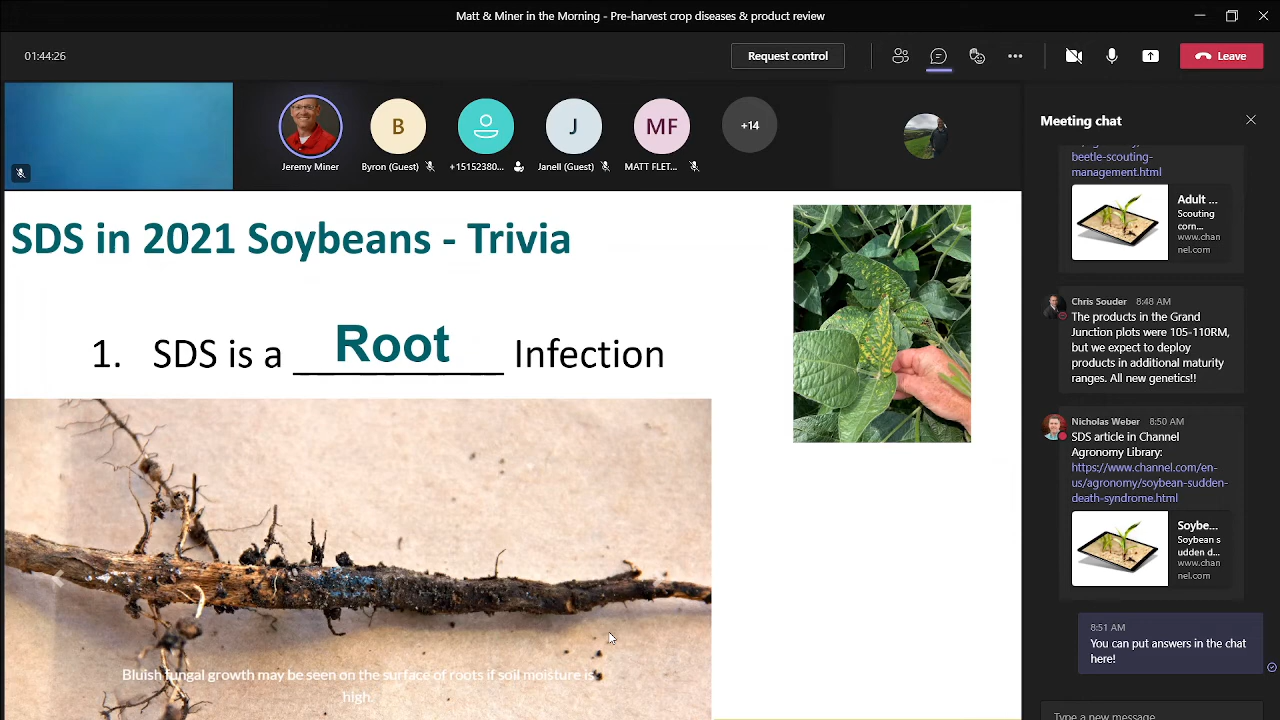 Matt & Miner in the Morning - Pre-harvest crop diseases & product review
01:44:26
Request control
Leave
B
J
MF
+14
Jeremy Miner
Byron (Guest)
+15152380...
Janell (Guest)
MATT FLET...
Meeting chat
beetle-scouting-
management.html
Adult ...
Scouting
corn...
www.chan
nel.com
Chris Souder 8:48 AM
The products in the Grand
Junction plots were 105-110RM,
but we expect to deploy
products in additional maturity
ranges. All new genetics!!
Nicholas Weber 8:50 AM
SDS article in Channel
Agronomy Library:
https://www.channel.com/en-
us/agronomy/soybean-sudden-
death-syndrome.html
Soybe...
Soybean s
udden d...
www.chan
nel.com
8:51 AM
You can put answers in the chat
here!
Type a new message
SDS in 2021 Soybeans - Trivia
1. SDS is a Root Infection
Bluish fungal growth may be seen on the surface of roots if soil moisture is
high.